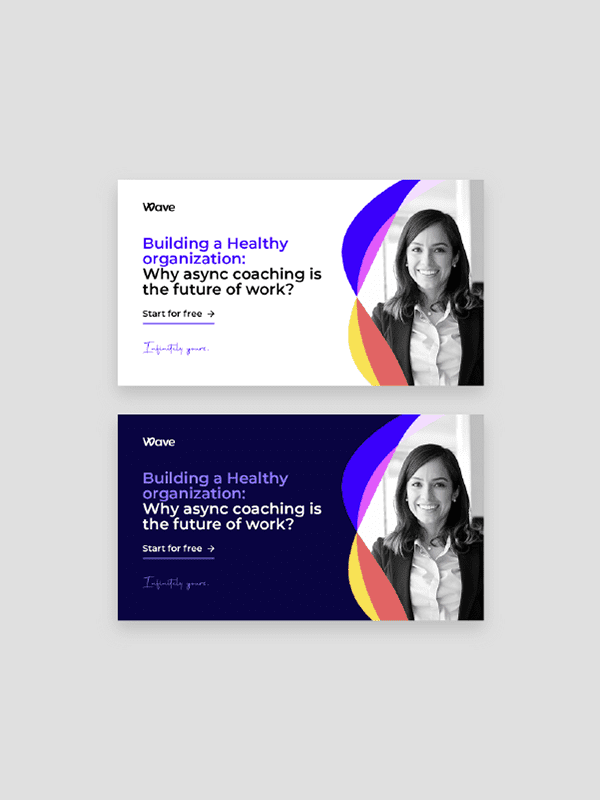 Wave
Building a Healthy
organization:
Why async coaching is
the future of work?
Start for free →
Infinitely yours.
Wave
Building a Healthy
organization:
Why async coaching is
the future of work?
Start for free →
Infinitely yours.